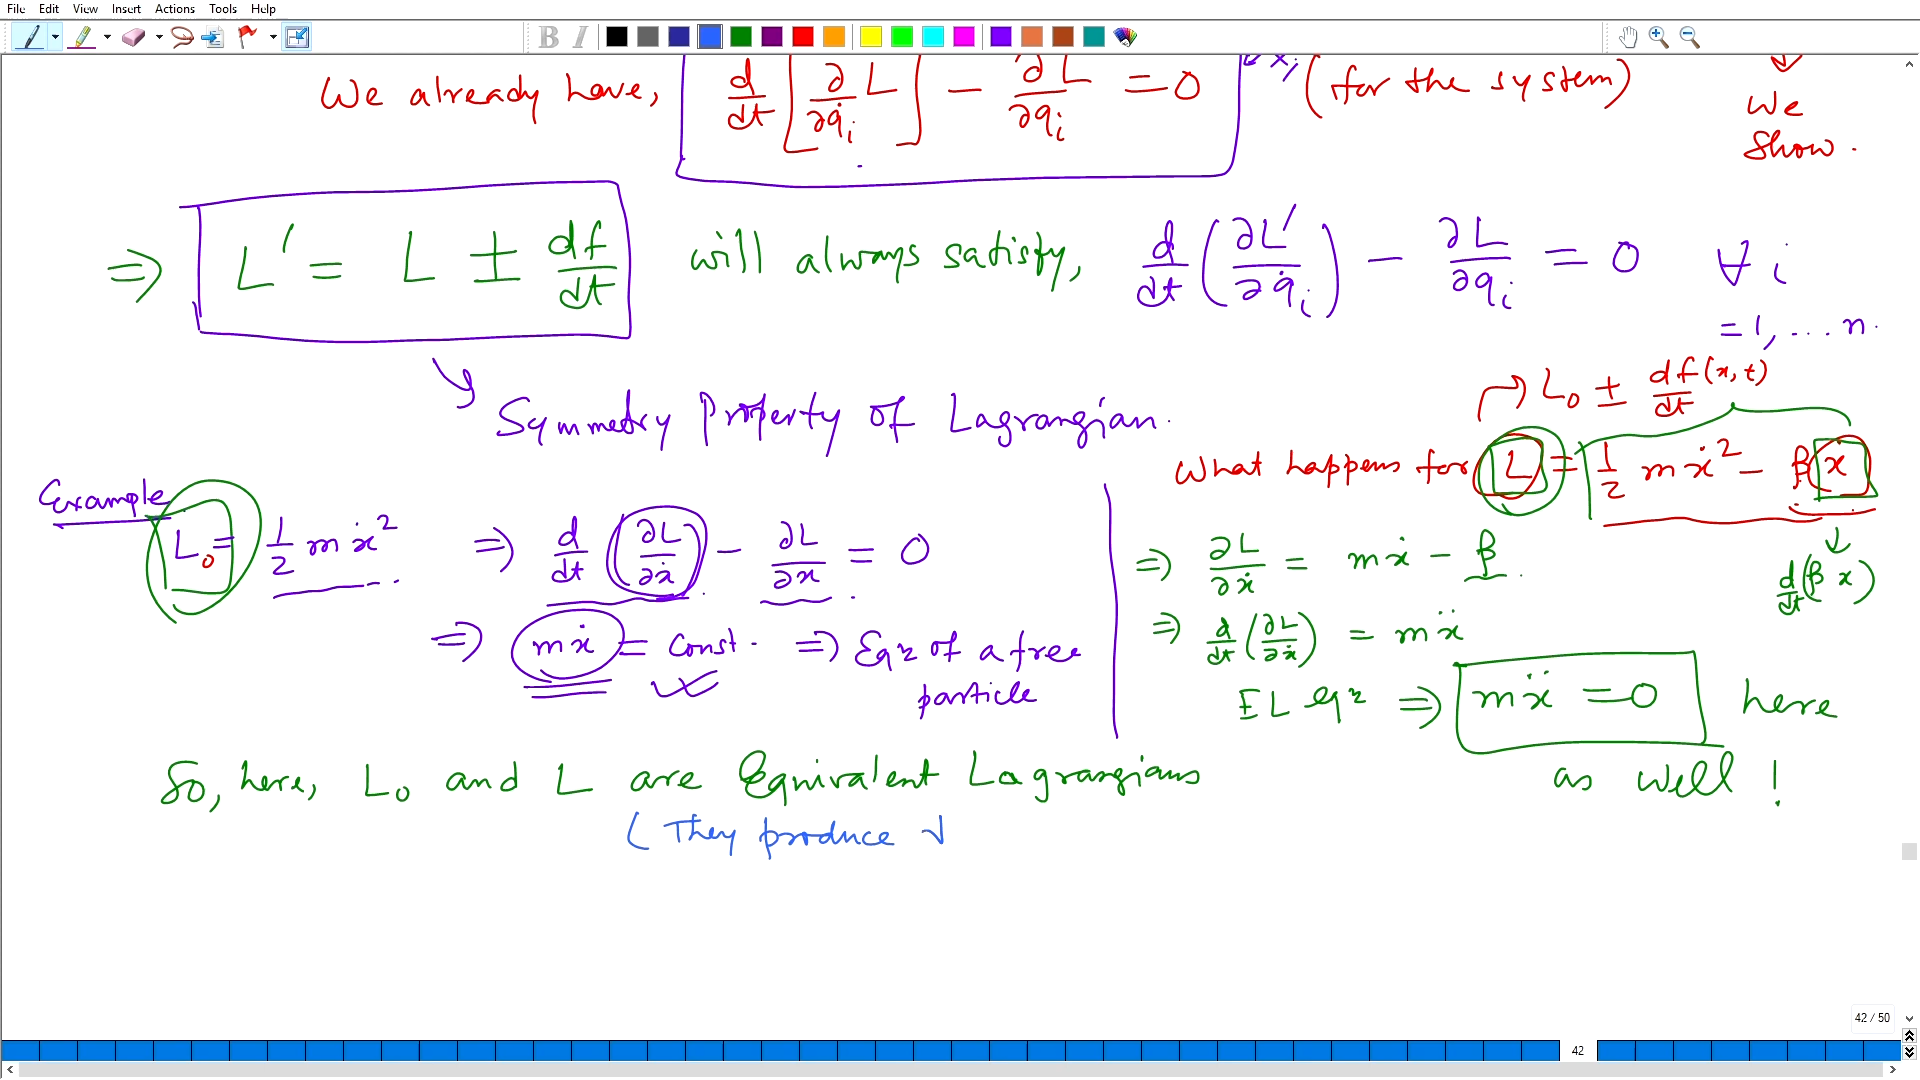 File Edit View Insert Actions Tools Help
We already have, d/dt [∂/∂q̇i L] − ∂L/∂qi = 0 (for the system)
We
Show.
⇒ L′ = L ± df/dt will always satisfy, d/dt (∂L′/∂q̇i) − ∂L/∂qi = 0 ∀ i
= 1, ... n.
Symmetry Property of Lagrangian.
L₀ ± df(x,t)/dt
What happens for L = 1/2 mẋ² − βẋ
Example
L₀ = 1/2 mẋ² ⇒ d/dt (∂L/∂ẋ) − ∂L/∂x = 0
⇒ mẋ = Const. ⇒ Eqn of a free
particle
⇒ ∂L/∂ẋ = mẋ − β.
d/dt(βx)
⇒ d/dt (∂L/∂ẋ) = mẍ
EL eqn ⇒ mẍ = 0 here
as well !
So, here, L₀ and L are Equivalent Lagrangians
( They produce
42 / 50
42